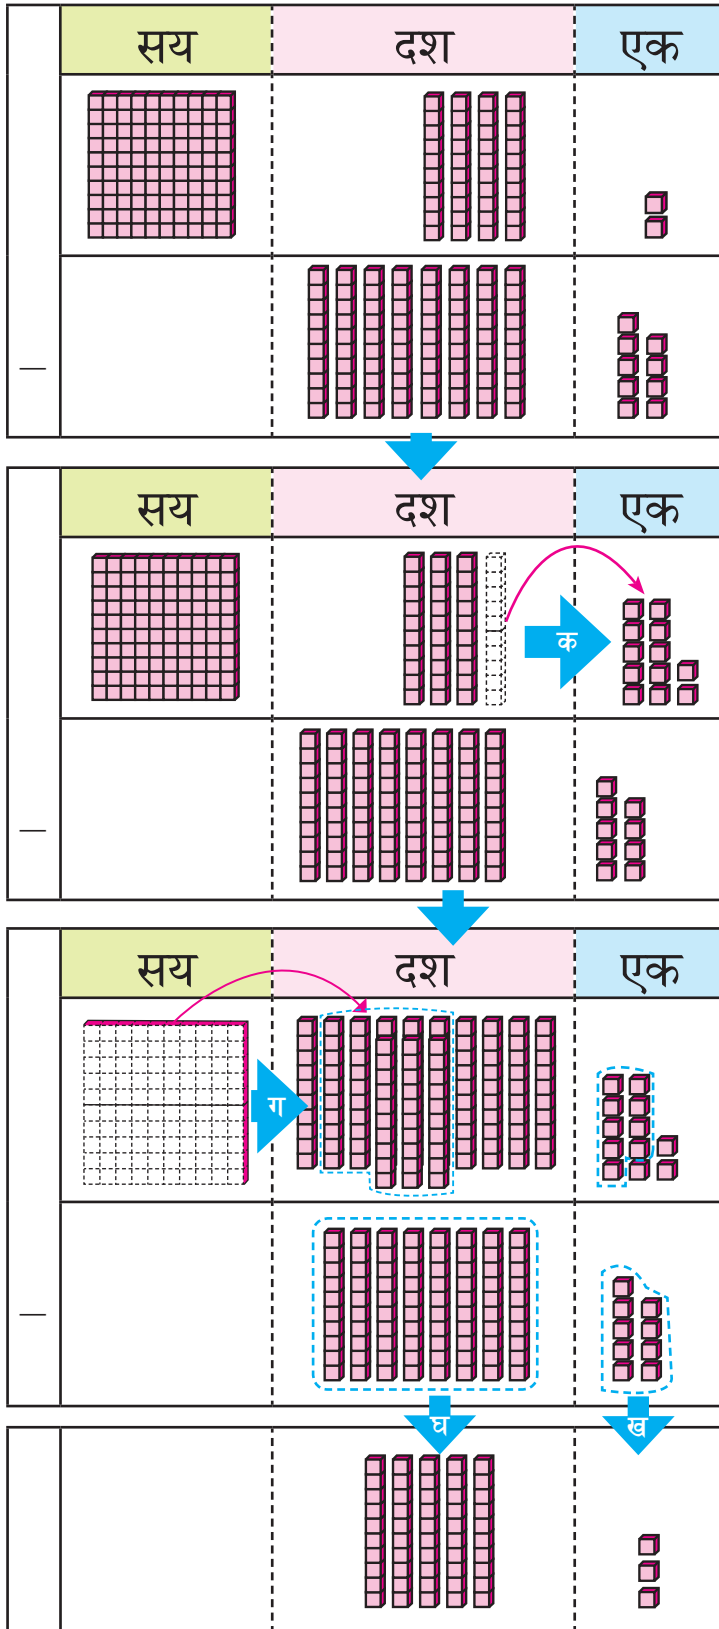 सय दश एक
—
सय दश एक
क
—
सय दश एक
ग
—
घ ख